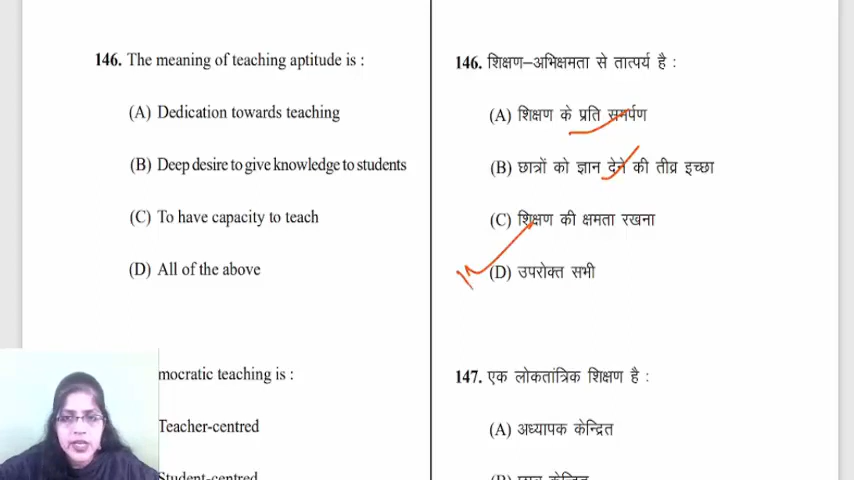 146. The meaning of teaching aptitude is :
(A) Dedication towards teaching
(B) Deep desire to give knowledge to students
(C) To have capacity to teach
(D) All of the above
mocratic teaching is :
Teacher-centred
Student-centred
146. शिक्षण–अभिक्षमता से तात्पर्य है :
(A) शिक्षण के प्रति समर्पण
(B) छात्रों को ज्ञान देने की तीव्र इच्छा
(C) शिक्षण की क्षमता रखना
(D) उपरोक्त सभी
147. एक लोकतांत्रिक शिक्षण है :
(A) अध्यापक केन्द्रित
(B) छात्र केन्द्रित